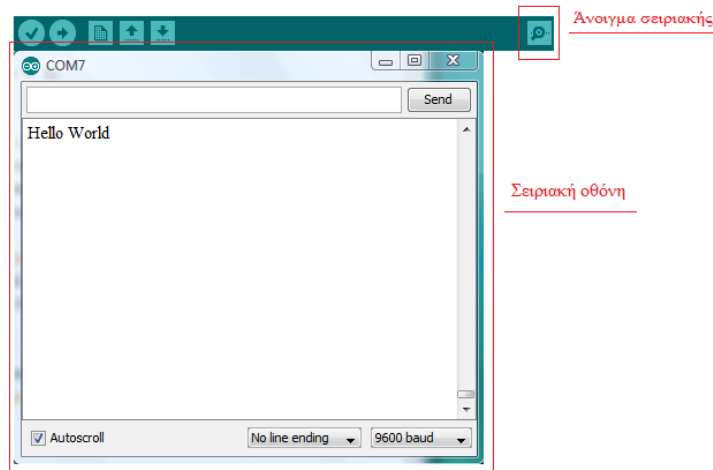 Άνοιγμα σειριακής
COM7
Send
Hello World
Σειριακή οθόνη
Autoscroll
No line ending
9600 baud